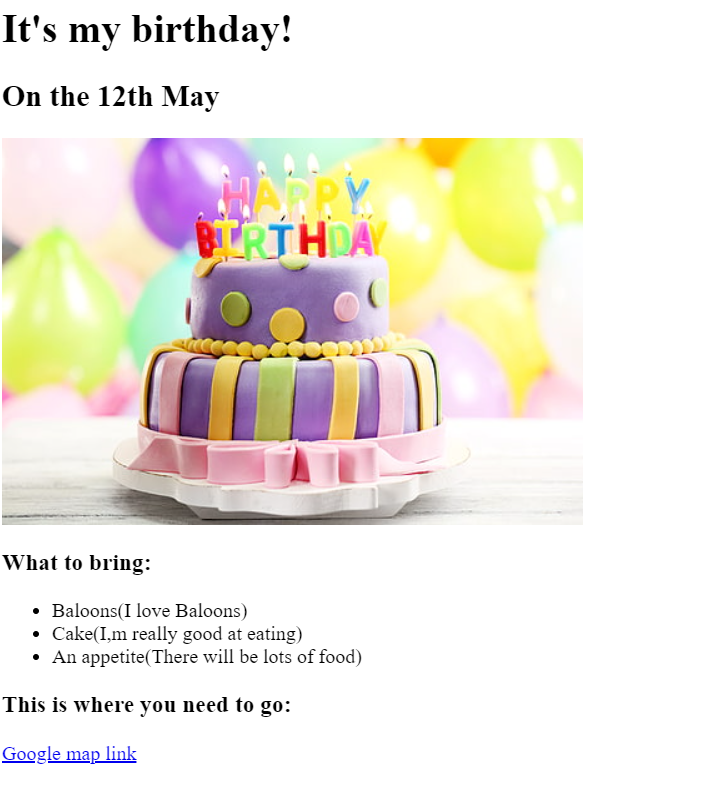 It's my birthday!
On the 12th May
HAPPY
BIRTHDAY
What to bring:
Baloons(I love Baloons)
Cake(I,m really good at eating)
An appetite(There will be lots of food)
This is where you need to go:
Google map link